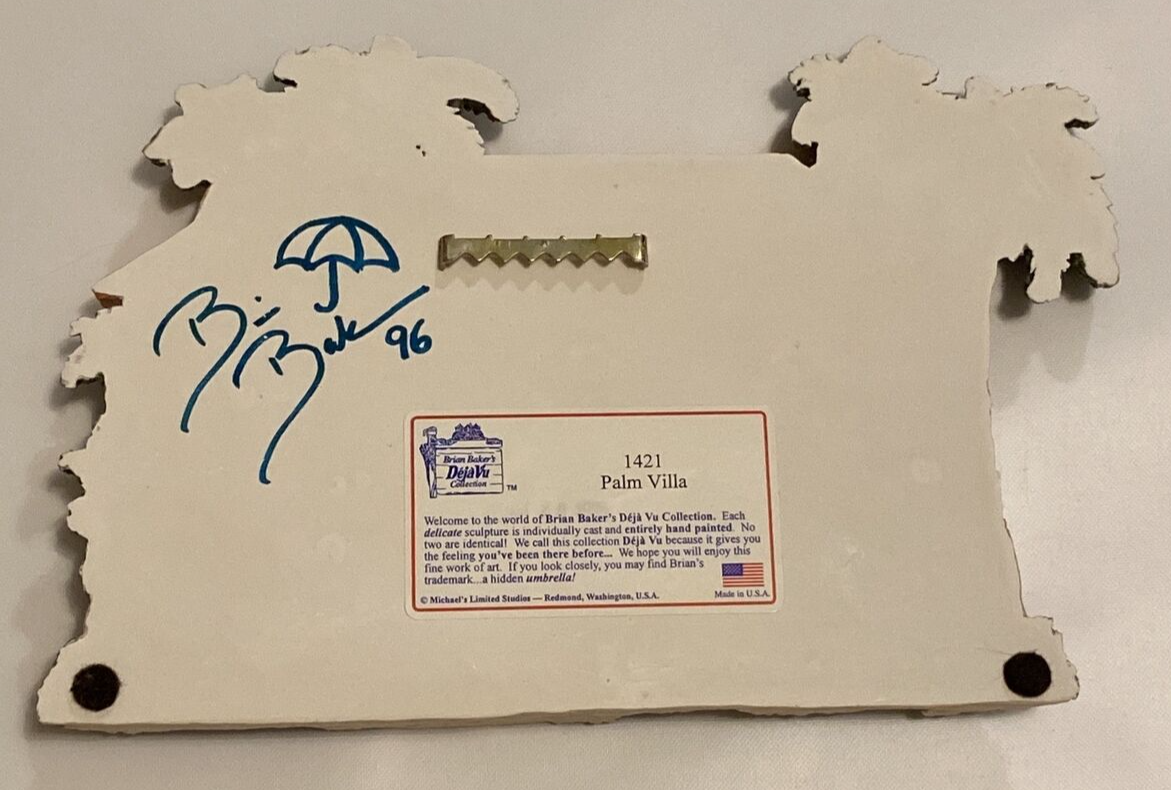 Bri Baker 96
Brian Baker's
Déjà Vu
Collection
TM
1421
Palm Villa
Welcome to the world of Brian Baker's Déjà Vu Collection. Each
delicate sculpture is individually cast and entirely hand painted. No
two are identical! We call this collection Déjà Vu because it gives you
the feeling you've been there before... We hope you will enjoy this
fine work of art. If you look closely, you may find Brian's
trademark...a hidden umbrella!
© Michael's Limited Studios — Redmond, Washington, U.S.A.
Made in U.S.A.